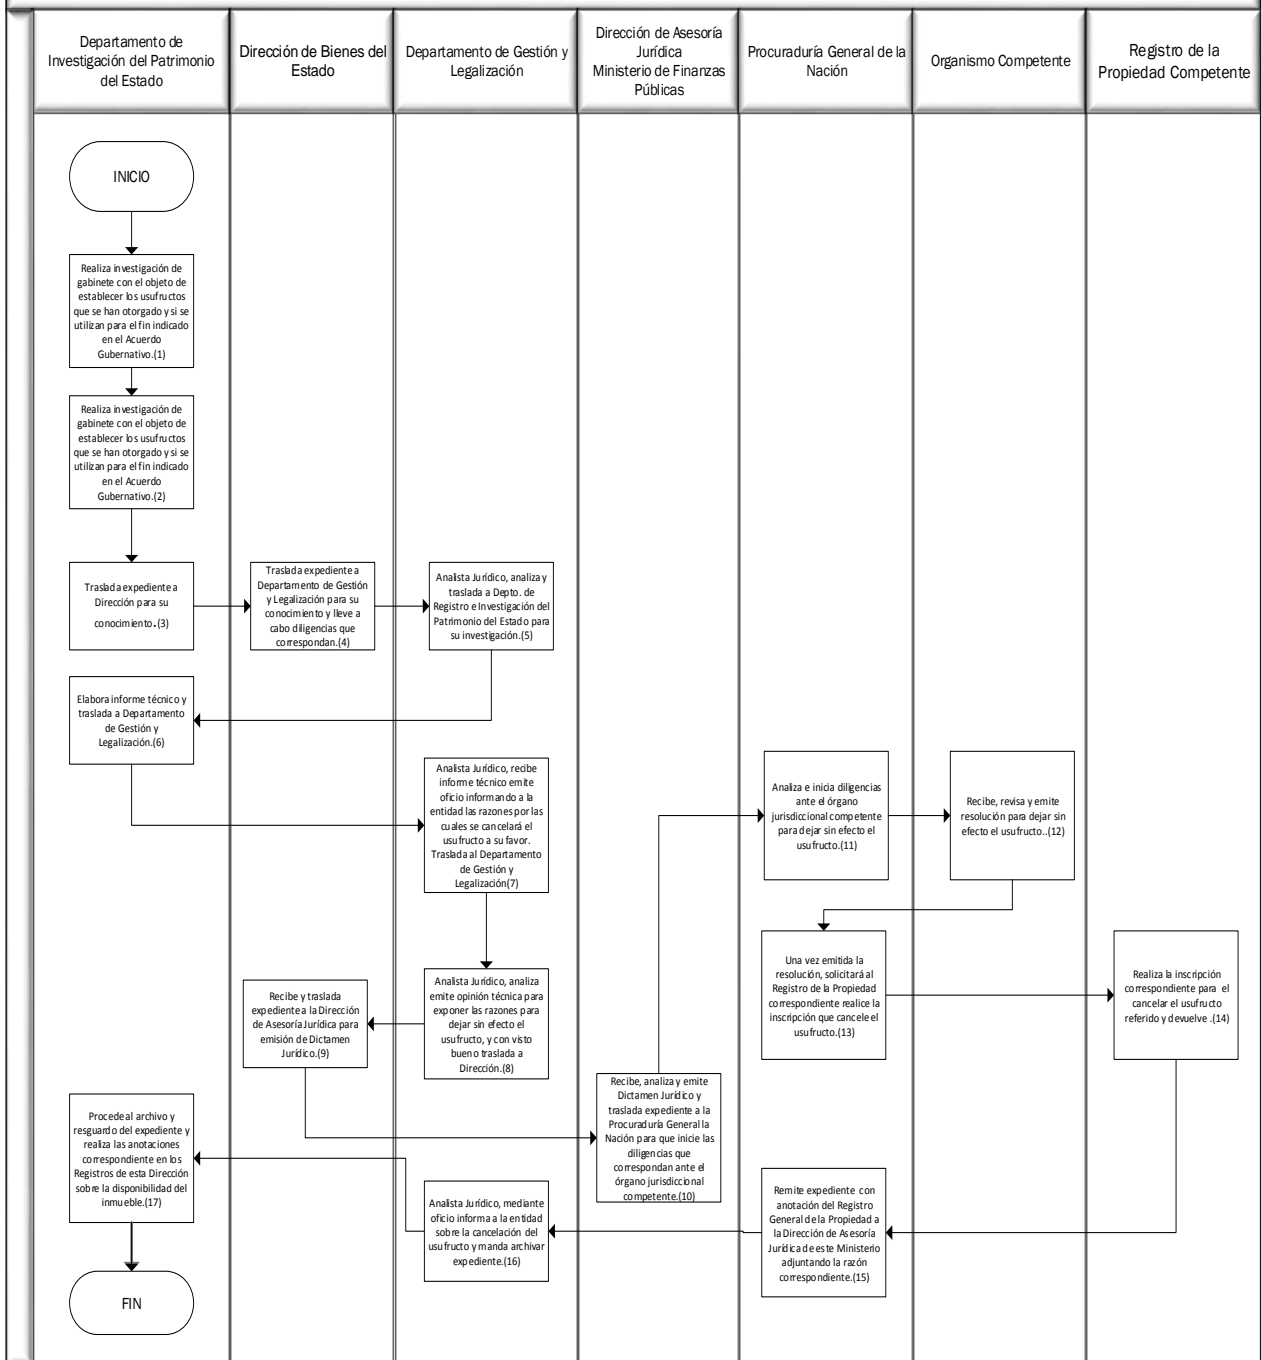 Departamento de
Investigación del Patrimonio
del Estado
Dirección de Bienes del
Estado
Departamento de Gestión y
Legalización
Dirección de Asesoría
Jurídica
Ministerio de Finanzas
Públicas
Procuraduría General de la
Nación
Organismo Competente
Registro de la
Propiedad Competente
INICIO
Realiza investigación de
gabinete con el objeto de
establecer los usufructos
que se han otorgado y si se
utilizan para el fin indicado
en el Acuerdo
Gubernativo.(1)
Realiza investigación de
gabinete con el objeto de
establecer los usufructos
que se han otorgado y si se
utilizan para el fin indicado
en el Acuerdo
Gubernativo.(2)
Traslada expediente a
Dirección para su
conocimiento.(3)
Traslada expediente a
Departamento de Gestión
y Legalización para su
conocimiento y lleve a
cabo diligencias que
correspondan.(4)
Analista Jurídico, analiza y
traslada a Depto. de
Registro e Investigación del
Patrimonio del Estado para
su investigación.(5)
Elabora informe técnico y
traslada a Departamento
de Gestión y
Legalización.(6)
Analista Jurídico, recibe
informe técnico emite
oficio informando a la
entidad las razones por las
cuales se cancelará el
usufructo a su favor.
Traslada al Departamento
de Gestión y
Legalización(7)
Analista Jurídico, analiza
emite opinión técnica para
exponer las razones para
dejar sin efecto el
usufructo, y con visto
bueno traslada a
Dirección.(8)
Recibe y traslada
expediente a la Dirección
de Asesoría Jurídica para
emisión de Dictamen
Jurídico.(9)
Recibe, analiza y emite
Dictamen Jurídico y
traslada expediente a la
Procuraduría General la
Nación para que inicie las
diligencias que
correspondan ante el
órgano jurisdiccional
competente.(10)
Analiza e inicia diligencias
ante el órgano
jurisdiccional competente
para dejar sin efecto el
usufructo.(11)
Recibe, revisa y emite
resolución para dejar sin
efecto el usufructo..(12)
Una vez emitida la
resolución, solicitará al
Registro de la Propiedad
correspondiente realice la
inscripción que cancele el
usufructo.(13)
Realiza la inscripción
correspondiente para  el
cancelar el usufructo
referido y devuelve .(14)
Remite expediente con
anotación del Registro
General de la Propiedad a
la Dirección de Asesoría
Jurídica de este Ministerio
adjuntando la razón
correspondiente.(15)
Analista Jurídico, mediante
oficio informa a la entidad
sobre la cancelación del
usufructo y manda archivar
expediente.(16)
Procede al archivo y
resguardo del expediente y
realiza las anotaciones
correspondiente en los
Registros de esta Dirección
sobre la disponibilidad del
inmueble.(17)
FIN